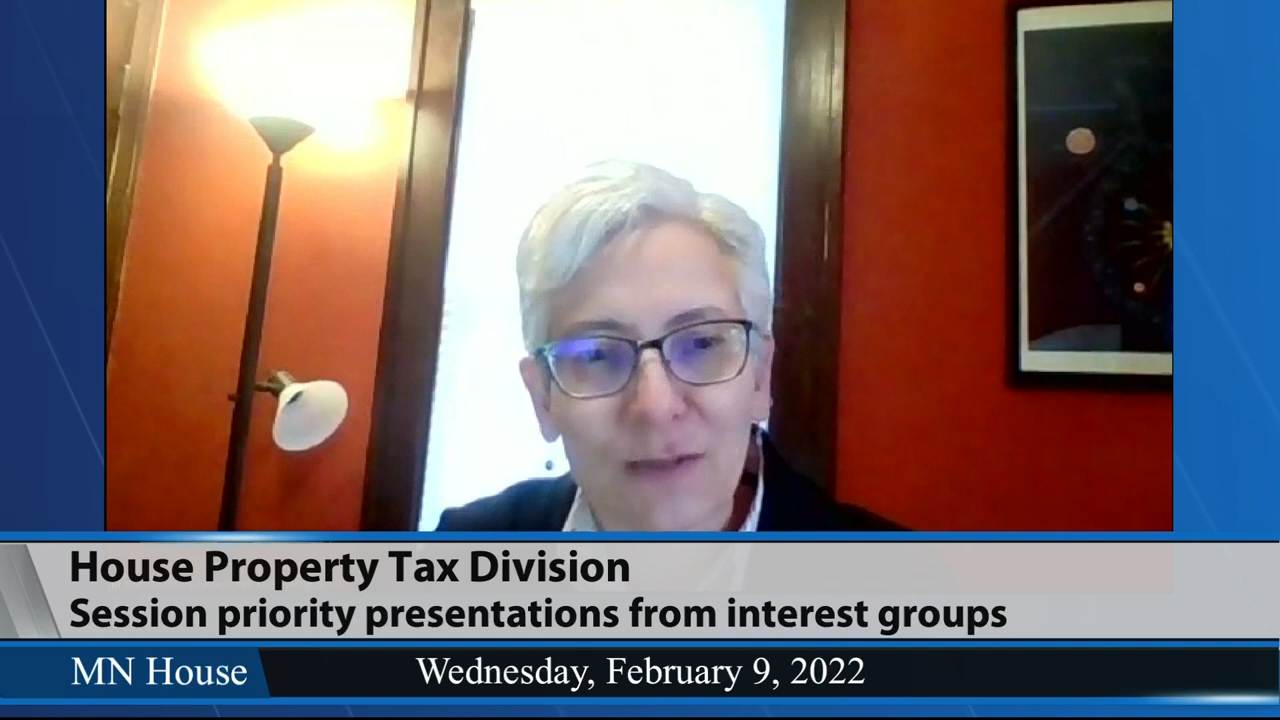 House Property Tax Division
Session priority presentations from interest groups
MN House
Wednesday, February 9, 2022